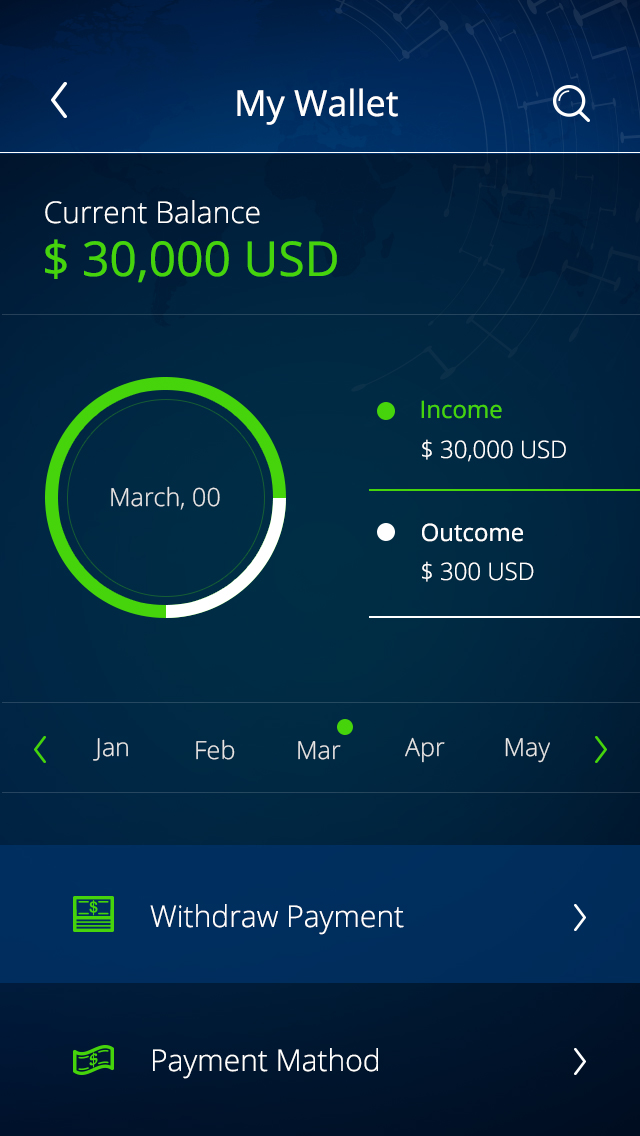 My Wallet
Current Balance
$ 30,000 USD
Income
$ 30,000 USD
March, 00
Outcome
$ 300 USD
Jan Feb Mar Apr May
$
Withdraw Payment
$
Payment Mathod